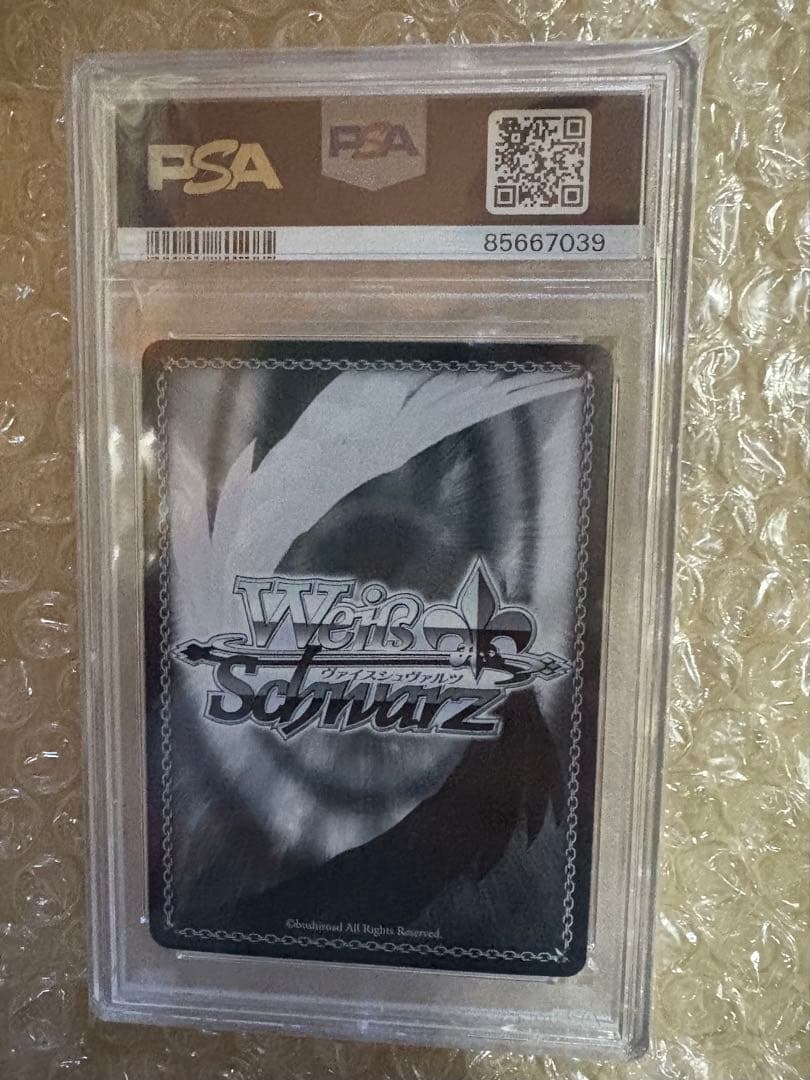 PSA
PSA
85667039
Weiß
ヴァイスシュヴァルツ
Schwarz
©bushiroad All Rights Reserved.